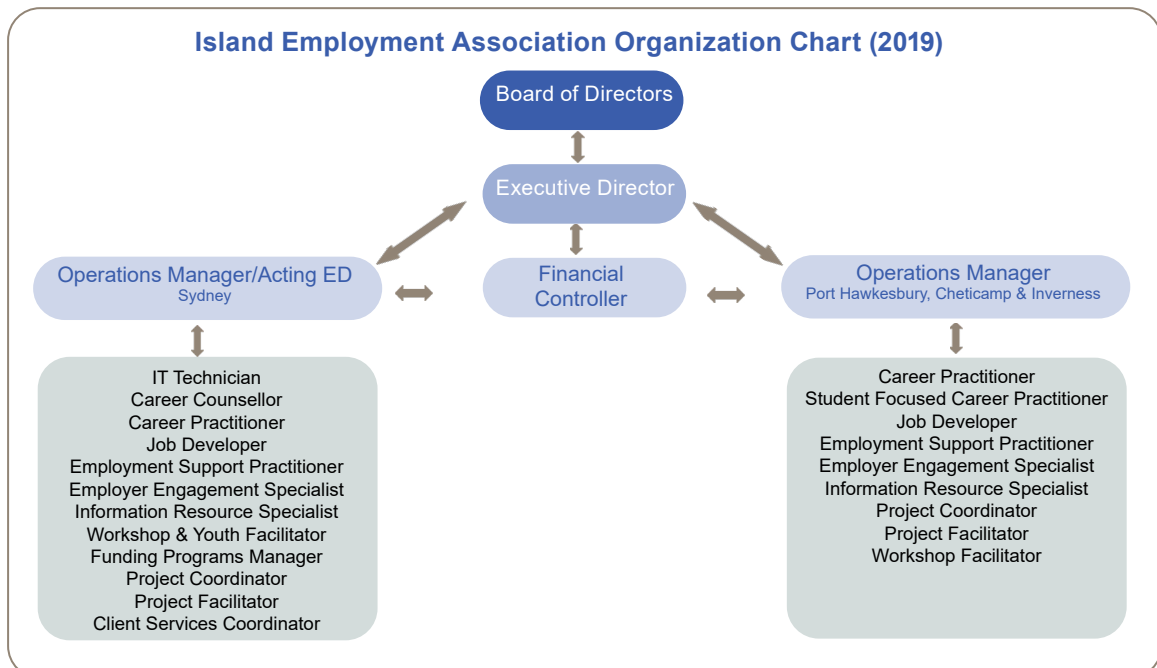 Island Employment Association Organization Chart (2019)
Board of Directors
Executive Director
Operations Manager/Acting ED
Sydney
Financial
Controller
Operations Manager
Port Hawkesbury, Cheticamp & Inverness
IT Technician
Career Counsellor
Career Practitioner
Job Developer
Employment Support Practitioner
Employer Engagement Specialist
Information Resource Specialist
Workshop & Youth Facilitator
Funding Programs Manager
Project Coordinator
Project Facilitator
Client Services Coordinator
Career Practitioner
Student Focused Career Practitioner
Job Developer
Employment Support Practitioner
Employer Engagement Specialist
Information Resource Specialist
Project Coordinator
Project Facilitator
Workshop Facilitator